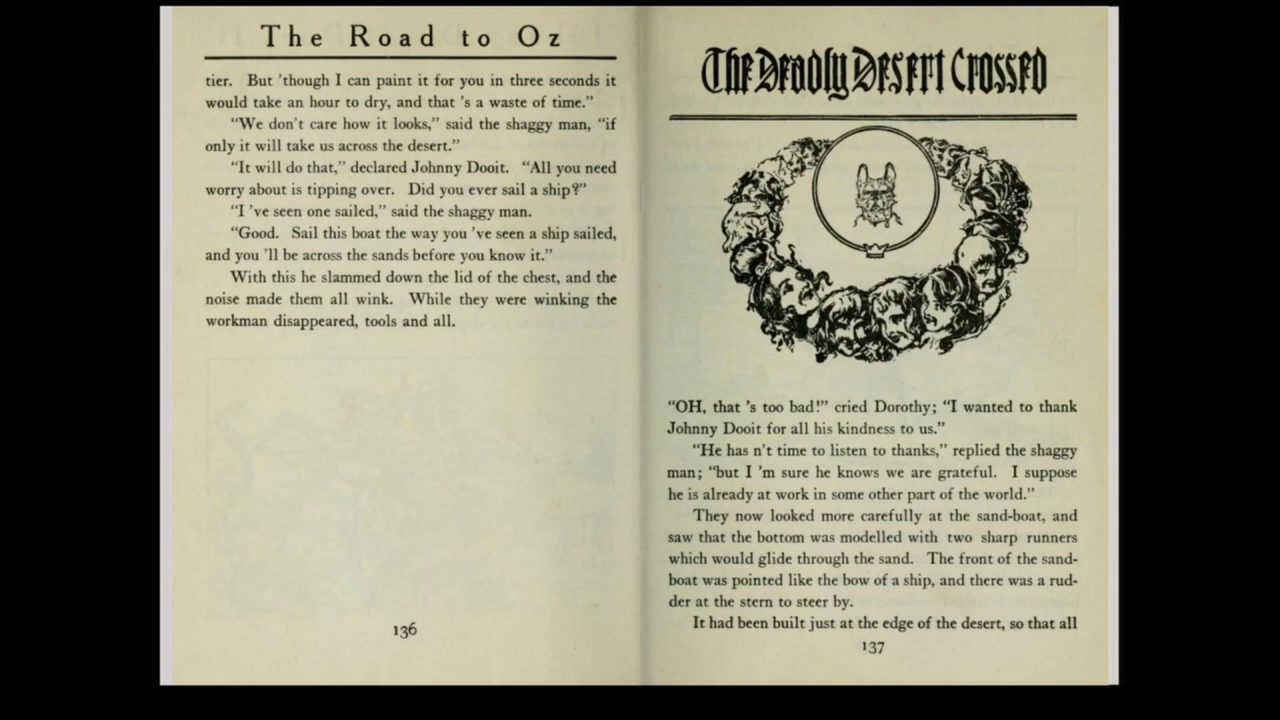 The Road to Oz
tier. But 'though I can paint it for you in three seconds it
would take an hour to dry, and that 's a waste of time."
"We don't care how it looks," said the shaggy man, "if
only it will take us across the desert."
"It will do that," declared Johnny Dooit. "All you need
worry about is tipping over. Did you ever sail a ship?"
"I 've seen one sailed," said the shaggy man.
"Good. Sail this boat the way you 've seen a ship sailed,
and you 'll be across the sands before you know it."
With this he slammed down the lid of the chest, and the
noise made them all wink. While they were winking the
workman disappeared, tools and all.
136
The Deadly Desert Crossed
"OH, that 's too bad!" cried Dorothy; "I wanted to thank
Johnny Dooit for all his kindness to us."
"He has n't time to listen to thanks," replied the shaggy
man; "but I 'm sure he knows we are grateful. I suppose
he is already at work in some other part of the world."
They now looked more carefully at the sand-boat, and
saw that the bottom was modelled with two sharp runners
which would glide through the sand. The front of the sand-
boat was pointed like the bow of a ship, and there was a rud-
der at the stern to steer by.
It had been built just at the edge of the desert, so that all
137